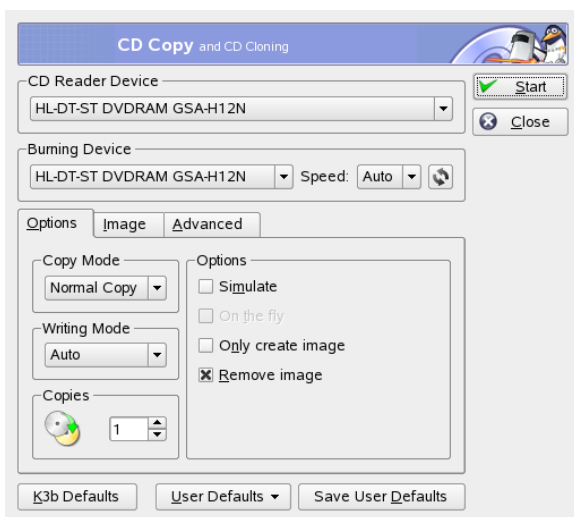 CD Copy and CD Cloning
CD Reader Device
HL-DT-ST DVDRAM GSA-H12N
Start
Close
Burning Device
HL-DT-ST DVDRAM GSA-H12N Speed: Auto
Options Image Advanced
Copy Mode
Normal Copy
Writing Mode
Auto
Copies
1
Options
Simulate
On the fly
Only create image
Remove image
K3b Defaults User Defaults Save User Defaults